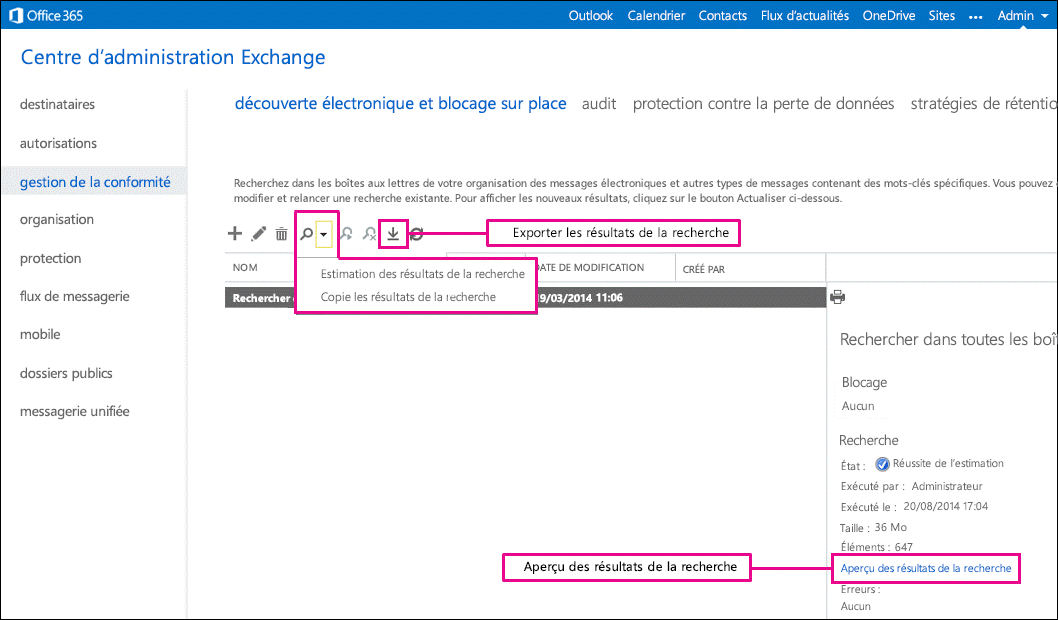 Office 365
Outlook Calendrier Contacts Flux d'actualités OneDrive Sites ••• Admin
Centre d'administration Exchange
destinataires
autorisations
gestion de la conformité
organisation
protection
flux de messagerie
mobile
dossiers publics
messagerie unifiée
découverte électronique et blocage sur place audit protection contre la perte de données stratégies de rétentio
Recherchez dans les boîtes aux lettres de votre organisation des messages électroniques et autres types de messages contenant des mots-clés spécifiques. Vous pouvez
modifier et relancer une recherche existante. Pour afficher les nouveaux résultats, cliquez sur le bouton Actualiser ci-dessous.
Exporter les résultats de la recherche
NOM DATE DE MODIFICATION CRÉÉ PAR
Estimation des résultats de la recherche
Copie les résultats de la recherche
Rechercher 19/03/2014 11:06
Rechercher dans toutes les boî
Blocage
Aucun
Recherche
État : Réussite de l'estimation
Exécuté par : Administrateur
Exécuté le : 20/08/2014 17:04
Taille : 36 Mo
Éléments : 647
Aperçu des résultats de la recherche
Aperçu des résultats de la recherche
Erreurs :
Aucun